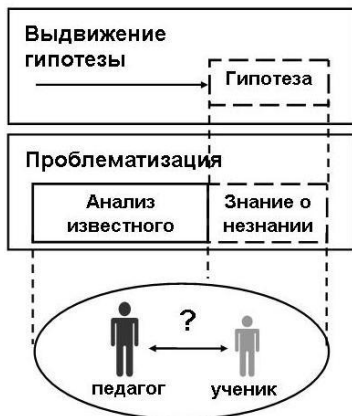 Выдвижение
гипотезы
Гипотеза
Проблематизация
Анализ
известного
Знание о
незнании
?
педагог
ученик